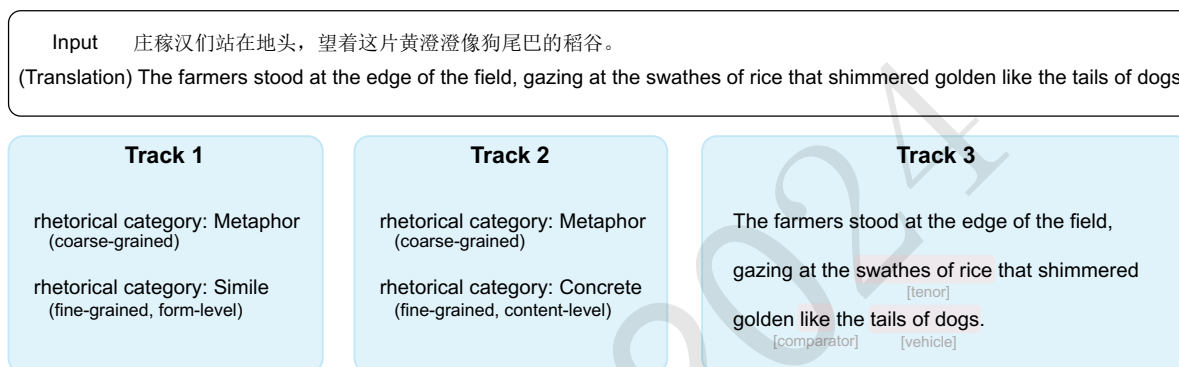 Input 庄稼汉们站在地头，望着这片黄澄澄像狗尾巴的稻谷。
(Translation) The farmers stood at the edge of the field, gazing at the swathes of rice that shimmered golden like the tails of dogs
Track 1
rhetorical category: Metaphor
(coarse-grained)
rhetorical category: Simile
(fine-grained, form-level)
Track 2
rhetorical category: Metaphor
(coarse-grained)
rhetorical category: Concrete
(fine-grained, content-level)
Track 3
The farmers stood at the edge of the field,
gazing at the swathes of rice that shimmered
[tenor]
golden like the tails of dogs.
[comparator] [vehicle]
2024